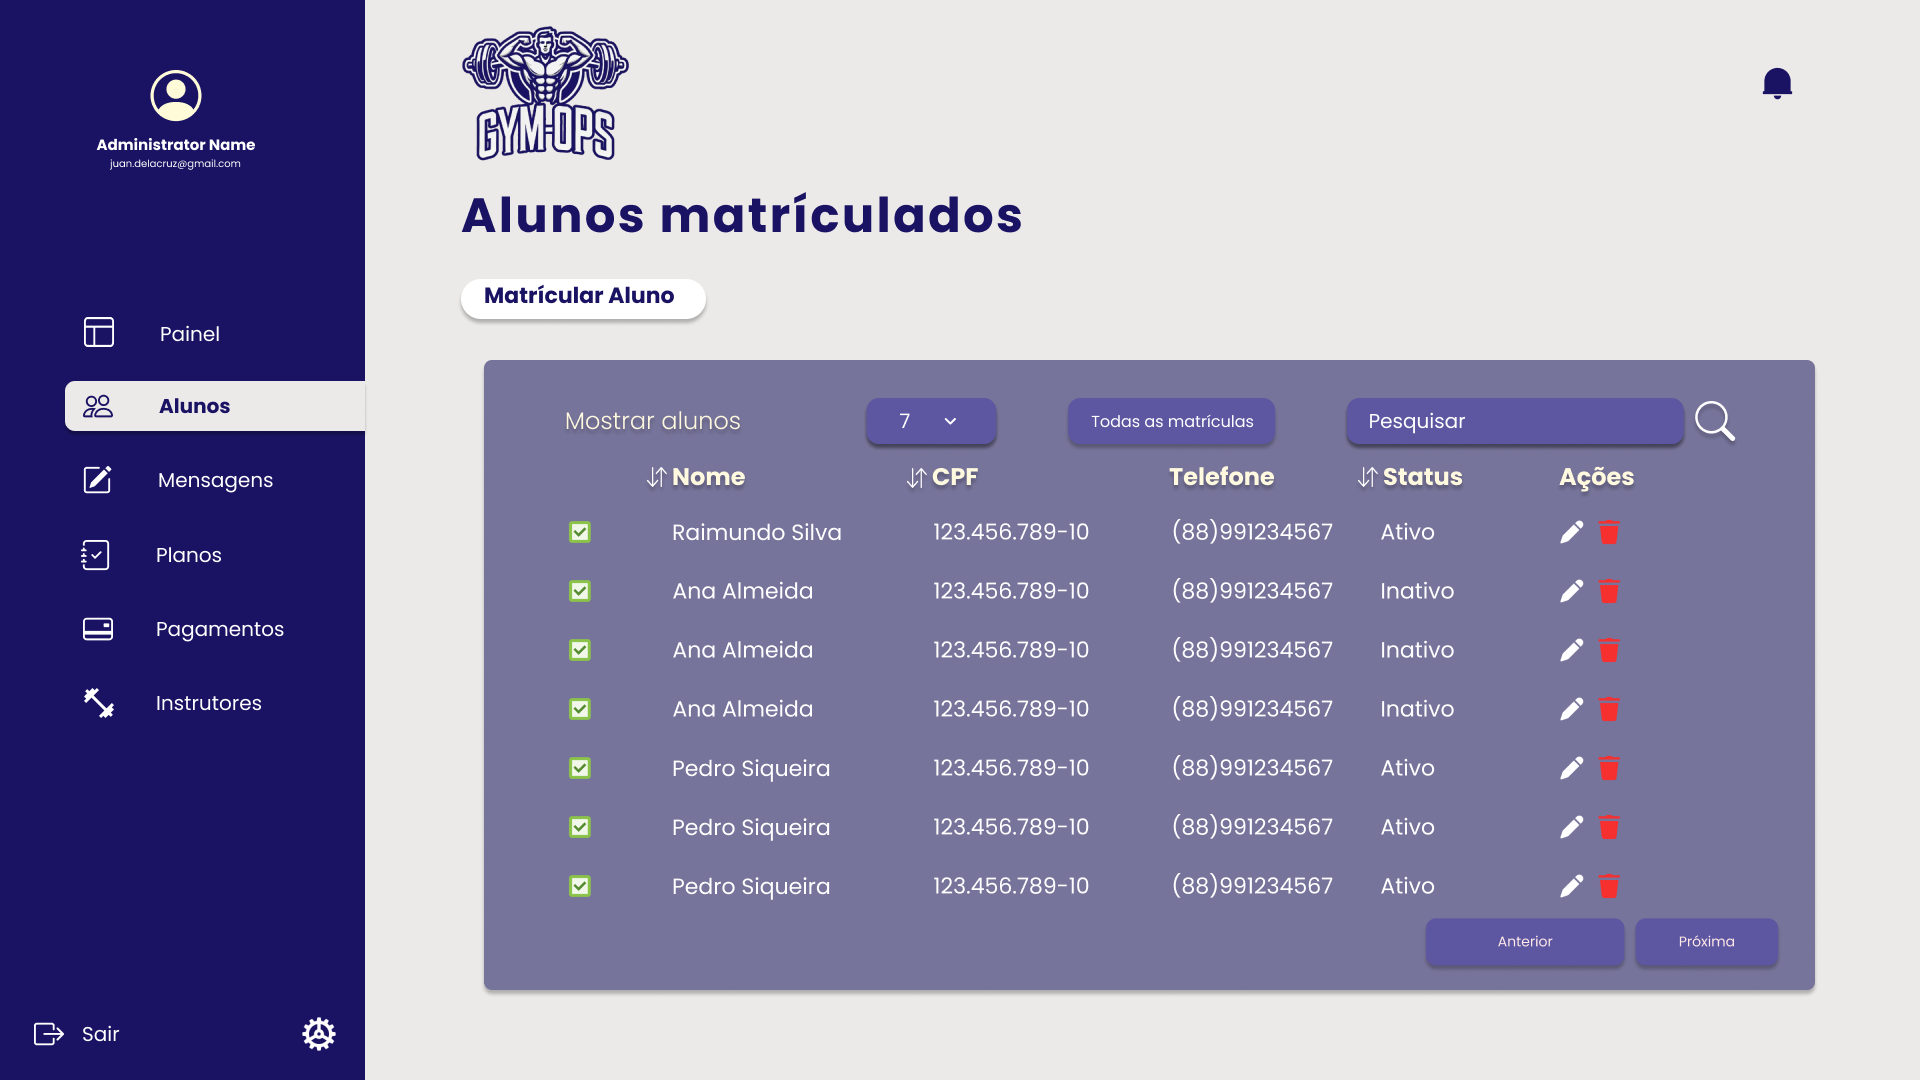 Administrator Name
juan.delacruz@gmail.com
Painel
Alunos
Mensagens
Planos
Pagamentos
Instrutores
Sair
GYM-OPS
Alunos matrículados
Matrícular Aluno
Mostrar alunos 7 Todas as matrículas Pesquisar
Nome CPF Telefone Status Ações
Raimundo Silva 123.456.789-10 (88)991234567 Ativo
Ana Almeida 123.456.789-10 (88)991234567 Inativo
Ana Almeida 123.456.789-10 (88)991234567 Inativo
Ana Almeida 123.456.789-10 (88)991234567 Inativo
Pedro Siqueira 123.456.789-10 (88)991234567 Ativo
Pedro Siqueira 123.456.789-10 (88)991234567 Ativo
Pedro Siqueira 123.456.789-10 (88)991234567 Ativo
Anterior Próxima